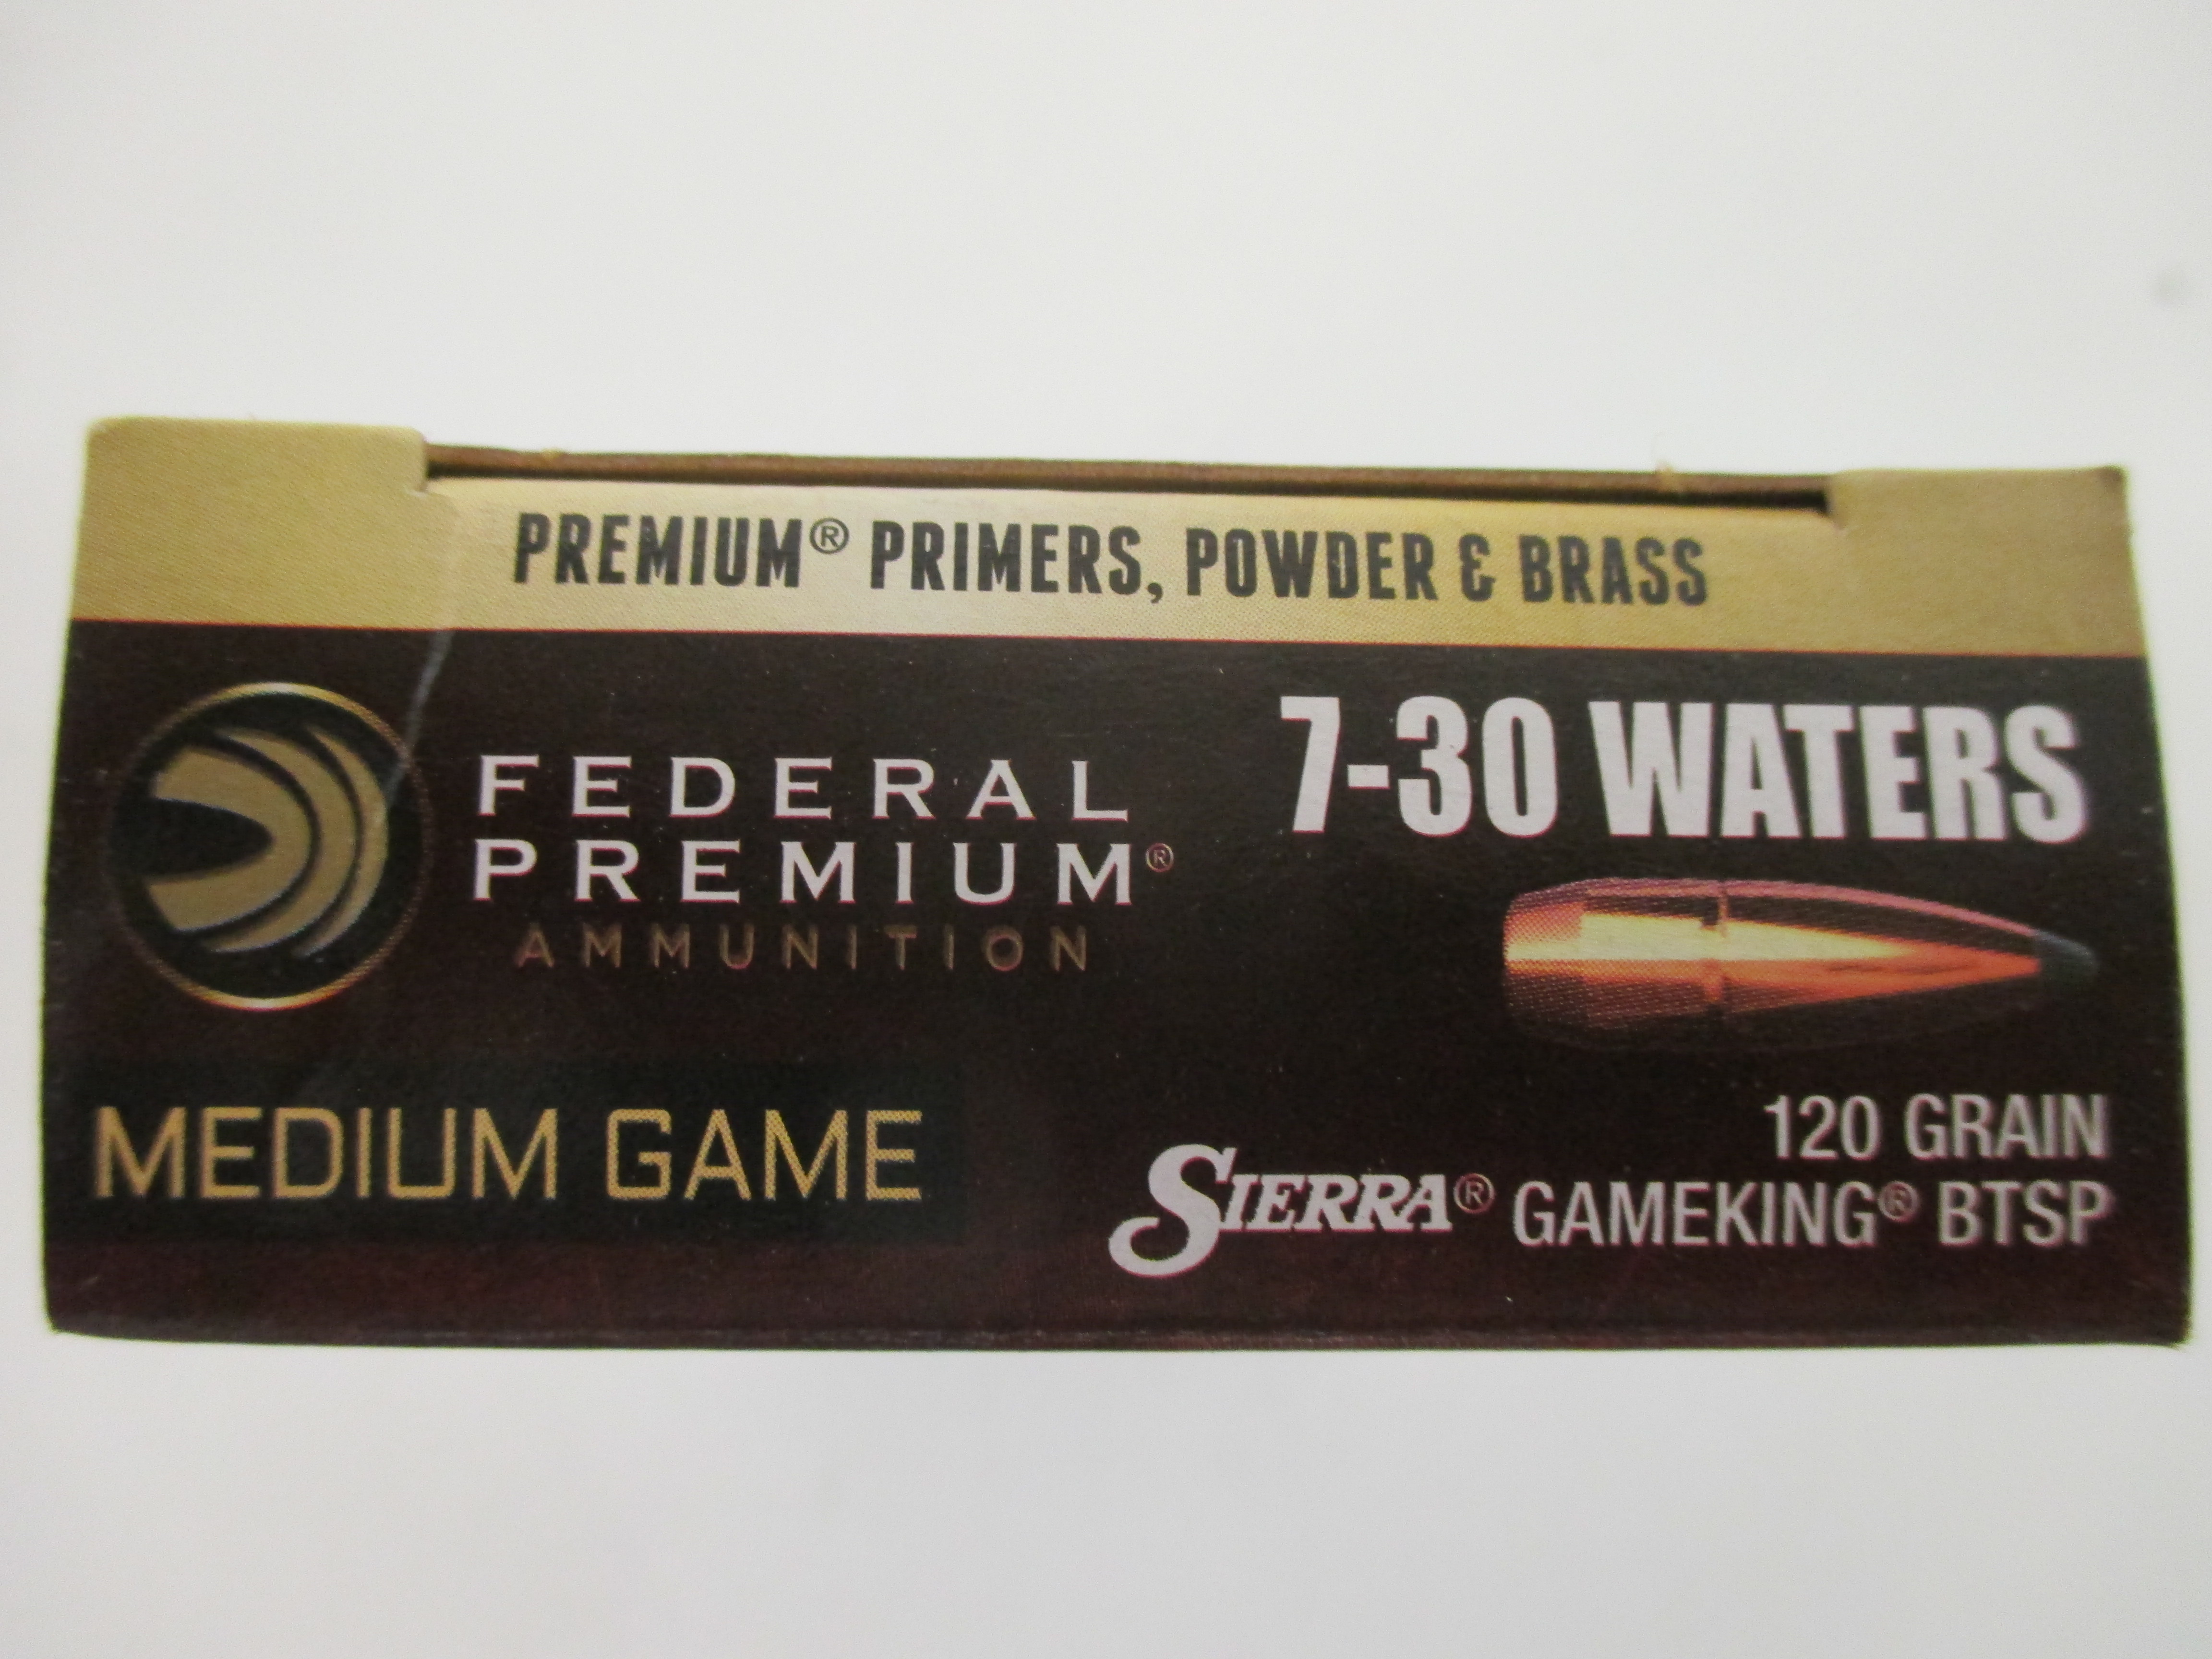 PREMIUM® PRIMERS, POWDER & BRASS
FEDERAL
PREMIUM®
AMMUNITION
MEDIUM GAME
7-30 WATERS
120 GRAIN
SIERRA® GAMEKING® BTSP